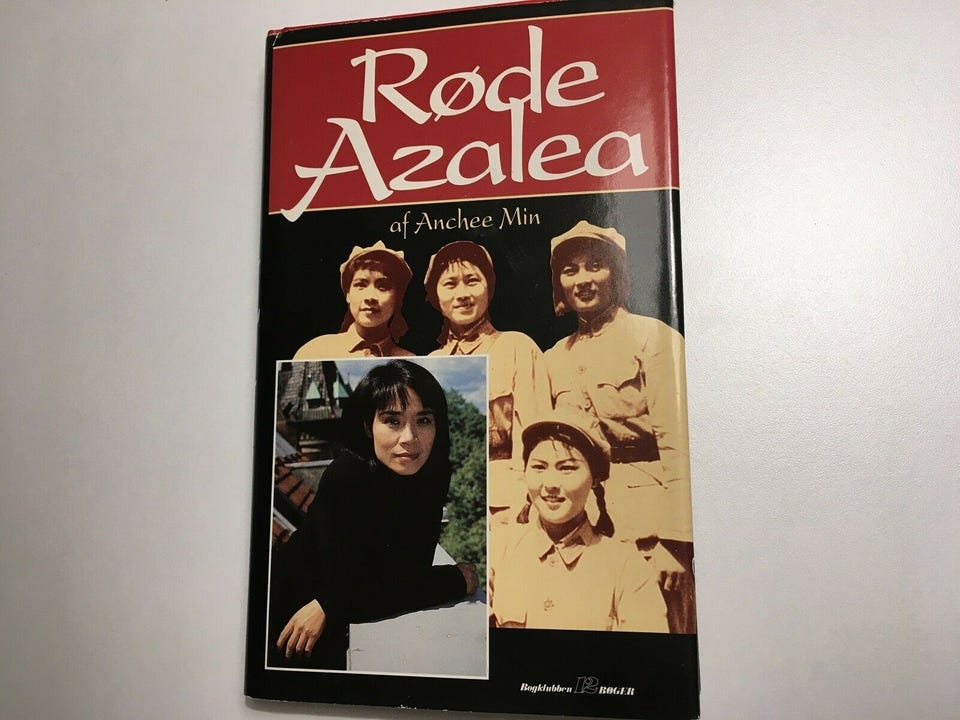 Røde
Azalea
af Anchee Min
Bogklubben 12 BØGER